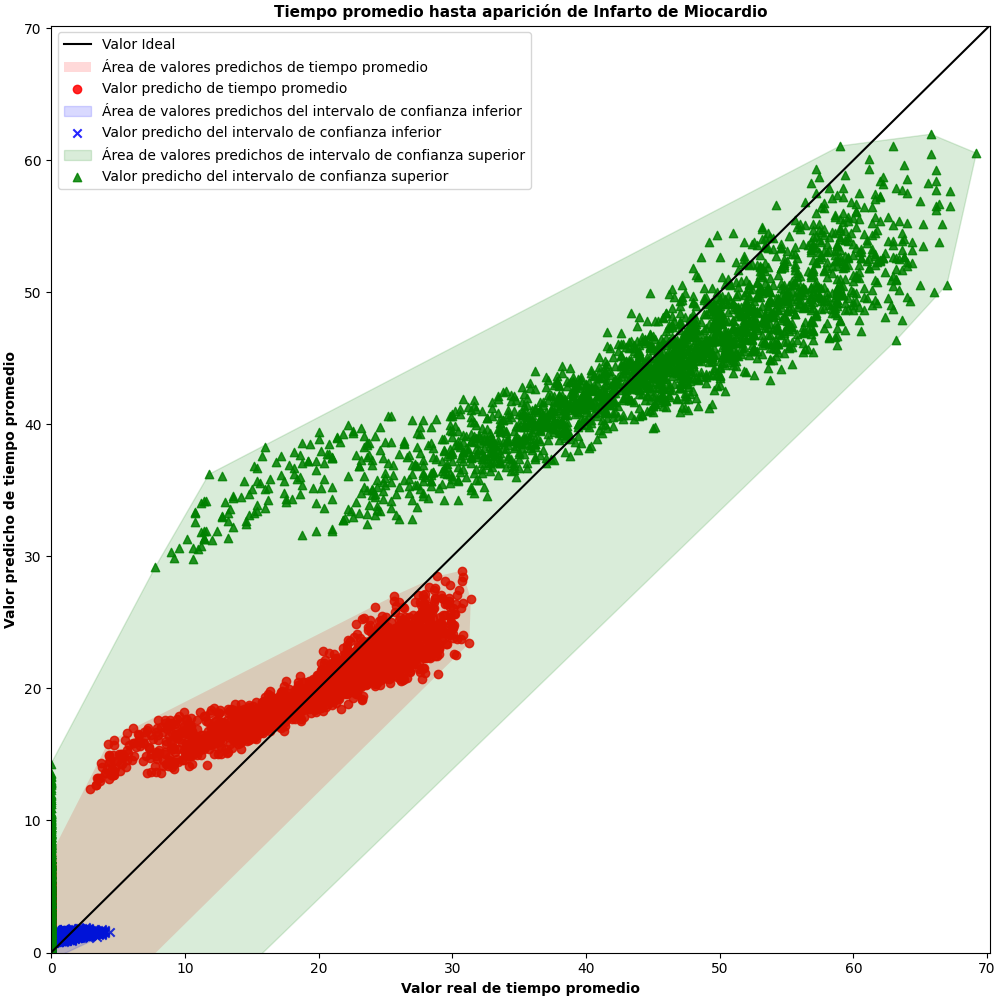 Tiempo promedio hasta aparición de Infarto de Miocardio
Valor Ideal
Área de valores predichos de tiempo promedio
Valor predicho de tiempo promedio
Área de valores predichos del intervalo de confianza inferior
Valor predicho del intervalo de confianza inferior
Área de valores predichos de intervalo de confianza superior
Valor predicho del intervalo de confianza superior
Valor predicho de tiempo promedio
70
60
50
40
30
20
10
0
0 10 20 30 40 50 60 70
Valor real de tiempo promedio